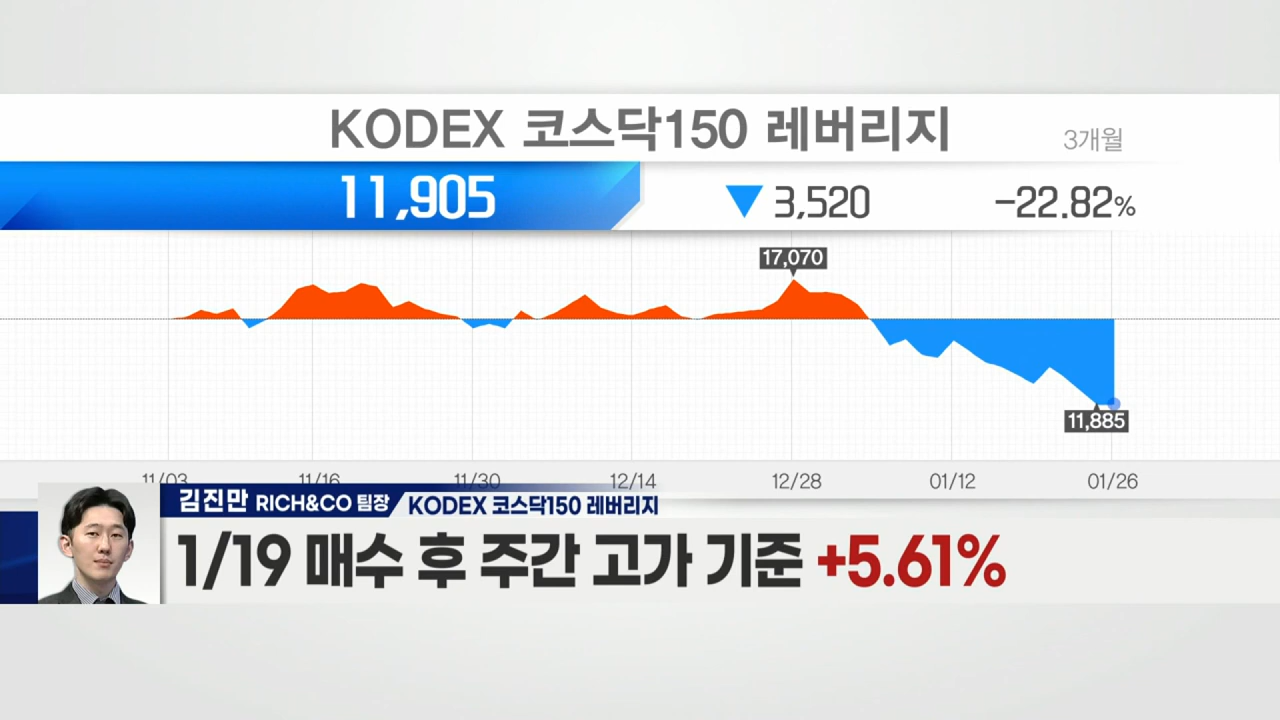 KODEX 코스닥150 레버리지 3개월
11,905 ▼ 3,520 -22.82%
17,070
11,885
11/03 11/16 11/30 12/14 12/28 01/12 01/26
김진만 RICH&CO 팀장 KODEX 코스닥150 레버리지
1/19 매수 후 주간 고가 기준 +5.61%